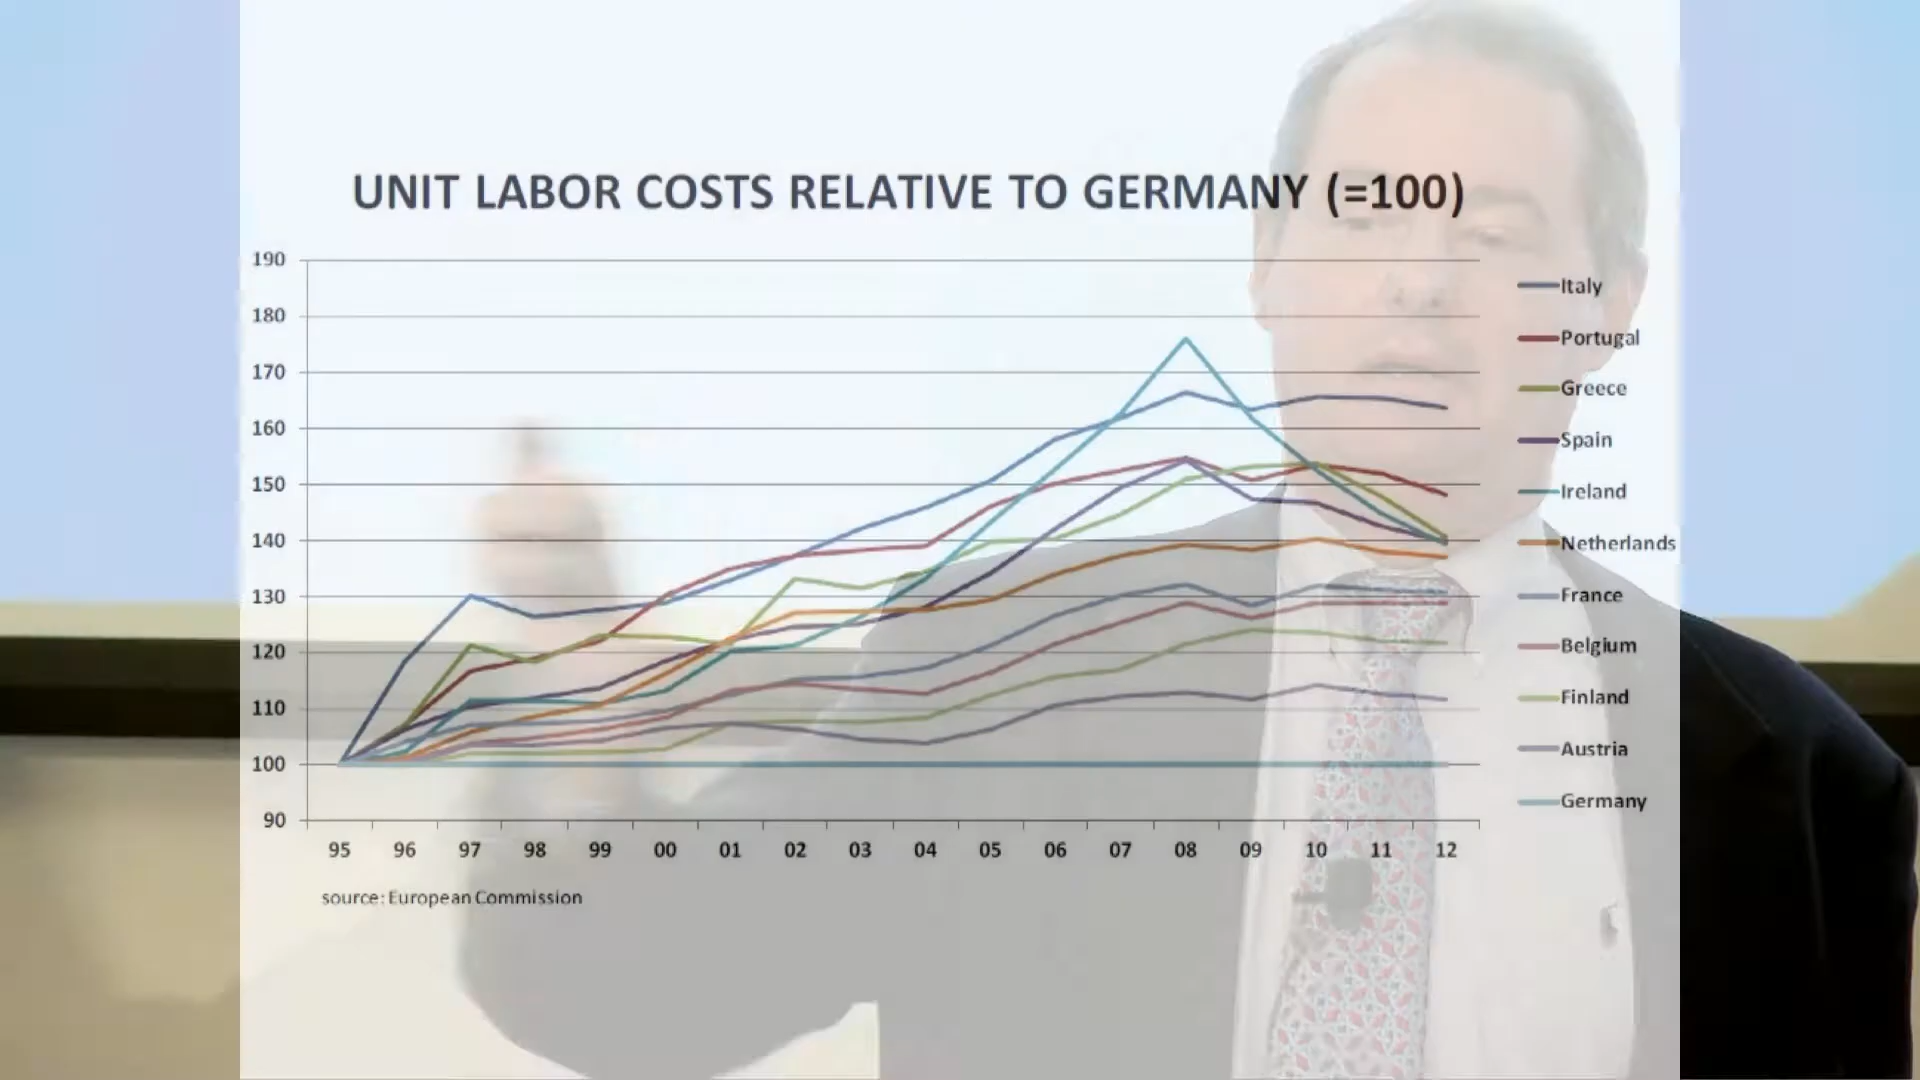 UNIT LABOR COSTS RELATIVE TO GERMANY (=100)
190
180
170
160
150
140
130
120
110
100
90
95 96 97 98 99 00 01 02 03 04 05 06 07 08 09 10 11 12
Italy
Portugal
Greece
Spain
Ireland
Netherlands
France
Belgium
Finland
Austria
Germany
source: European Commission